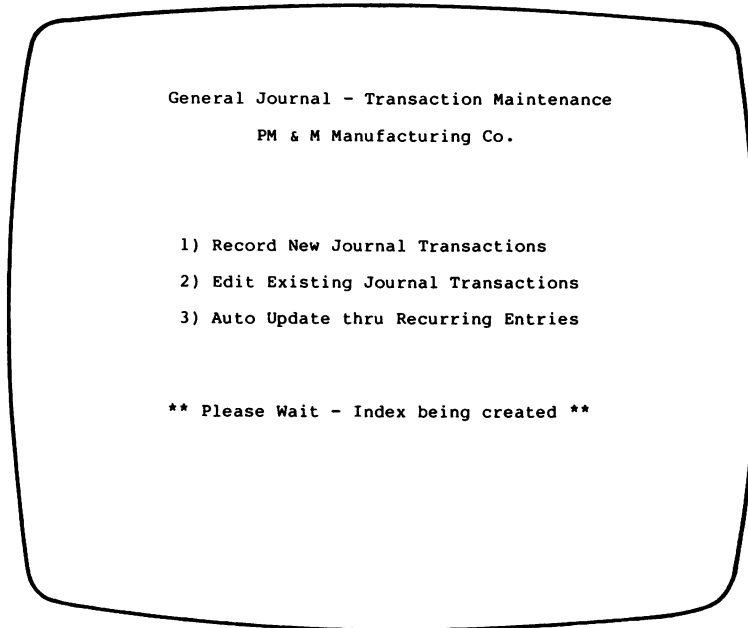 General Journal - Transaction Maintenance
PM & M Manufacturing Co.
1) Record New Journal Transactions
2) Edit Existing Journal Transactions
3) Auto Update thru Recurring Entries
** Please Wait - Index being created **